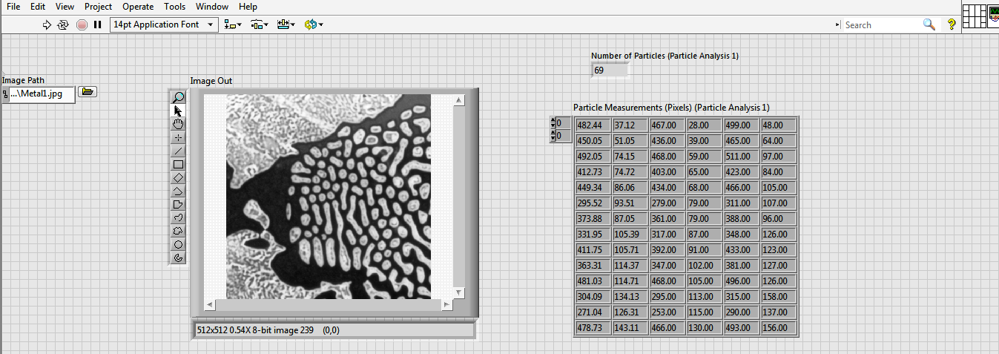 File Edit View Project Operate Tools Window Help
14pt Application Font Search ?
Number of Particles (Particle Analysis 1)
69
Image Path
...\Metal1.jpg
Image Out
512x512 0.54X 8-bit image 239 (0,0)
Particle Measurements (Pixels) (Particle Analysis 1)
0
0
482.44 37.12 467.00 28.00 499.00 48.00
450.05 51.05 436.00 39.00 465.00 64.00
492.05 74.15 468.00 59.00 511.00 97.00
412.73 74.72 403.00 65.00 423.00 84.00
449.34 86.06 434.00 68.00 466.00 105.00
295.52 93.51 279.00 79.00 311.00 107.00
373.88 87.05 361.00 79.00 388.00 96.00
331.95 105.39 317.00 87.00 348.00 126.00
411.75 105.71 392.00 91.00 433.00 123.00
363.31 114.37 347.00 102.00 381.00 127.00
481.03 114.71 468.00 105.00 496.00 126.00
304.09 134.13 295.00 113.00 315.00 158.00
271.04 126.31 253.00 115.00 290.00 137.00
478.73 143.11 466.00 130.00 493.00 156.00